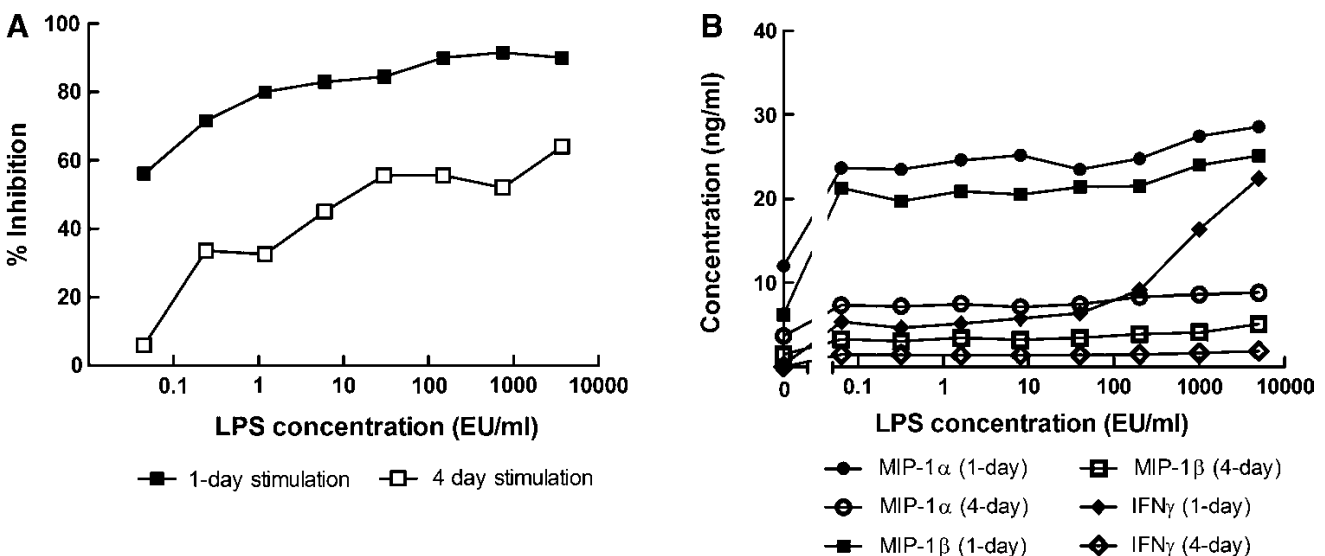 A
% Inhibition
100
80
60
40
20
0
0.1 1 10 100 1000 10000
LPS concentration (EU/ml)
1-day stimulation 4 day stimulation
B
Concentration (ng/ml)
40
30
20
10
0 0.1 1 10 100 1000 10000
LPS concentration (EU/ml)
MIP-1α (1-day) MIP-1β (4-day)
MIP-1α (4-day) IFNγ (1-day)
MIP-1β (1-day) IFNγ (4-day)